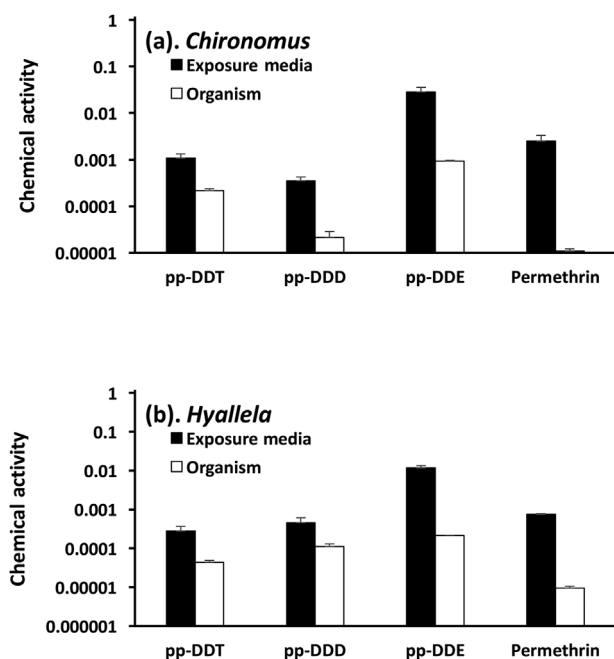 (a). Chironomus
Exposure media
Organism
Chemical activity
1
0.1
0.01
0.001
0.0001
0.00001
pp-DDT pp-DDD pp-DDE Permethrin
(b). Hyallela
Exposure media
Organism
Chemical activity
1
0.1
0.01
0.001
0.0001
0.00001
0.000001
pp-DDT pp-DDD pp-DDE Permethrin